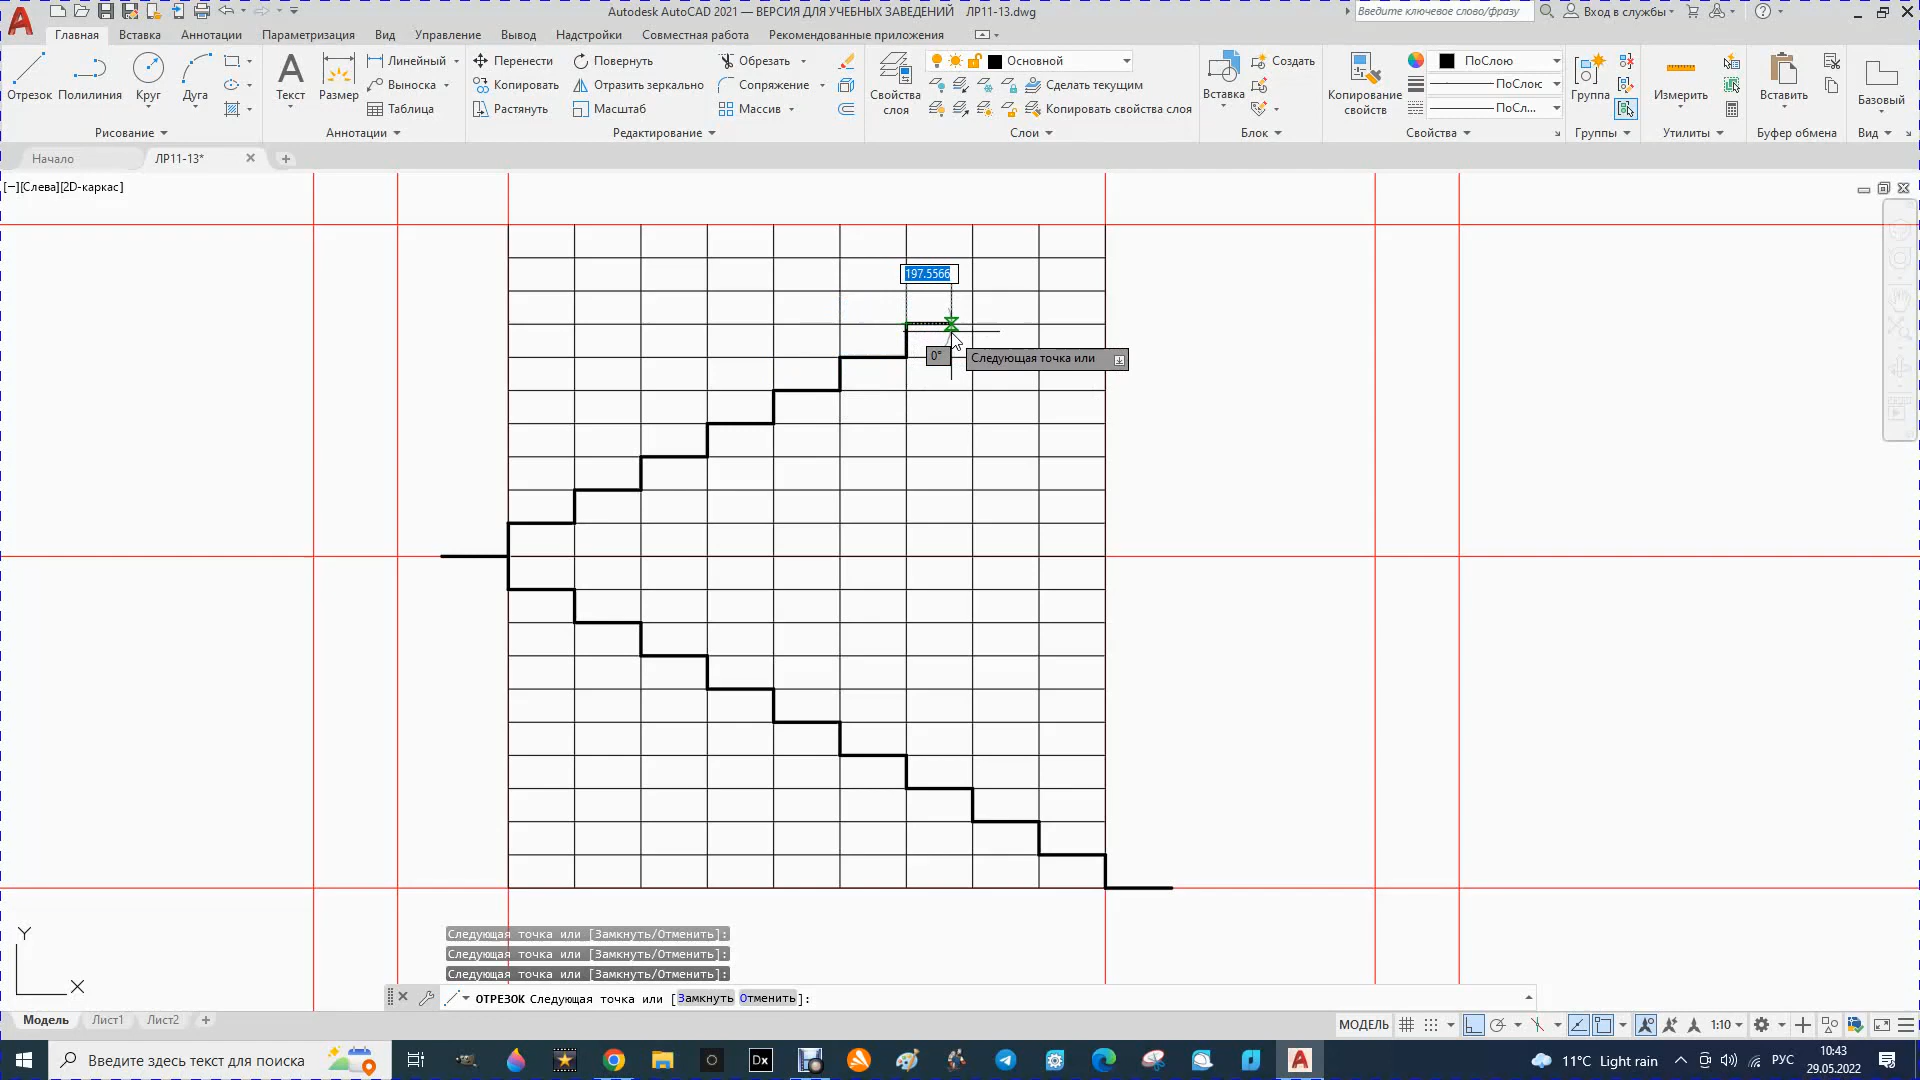 Autodesk AutoCAD 2021 — ВЕРСИЯ ДЛЯ УЧЕБНЫХ ЗАВЕДЕНИЙ ЛР11-13.dwg
Введите ключевое слово/фразу
Вход в службы
Главная Вставка Аннотации Параметризация Вид Управление Вывод Надстройки Совместная работа Рекомендованные приложения
Отрезок Полилиния Круг Дуга
Рисование
Текст Размер
Линейный
Выноска
Таблица
Аннотации
Перенести Повернуть Обрезать
Копировать Отразить зеркально Сопряжение
Растянуть Масштаб Массив
Редактирование
Свойства слоя
Основной
Сделать текущим
Копировать свойства слоя
Слои
Вставка
Создать
Блок
Копирование свойств
ПоСлою
ПоСлою
ПоСл...
Свойства
Группа
Группы
Измерить
Утилиты
Вставить
Буфер обмена
Базовый
Вид
Начало ЛР11-13*
[−][Слева][2D-каркас]
197.5566
0° Следующая точка или
Y
X
Следующая точка или [Замкнуть/Отменить]:
Следующая точка или [Замкнуть/Отменить]:
Следующая точка или [Замкнуть/Отменить]:
ОТРЕЗОК Следующая точка или [Замкнуть Отменить]:
Модель Лист1 Лист2
МОДЕЛЬ 1:10
Введите здесь текст для поиска
Dx
11°C Light rain
РУС
10:43
29.05.2022